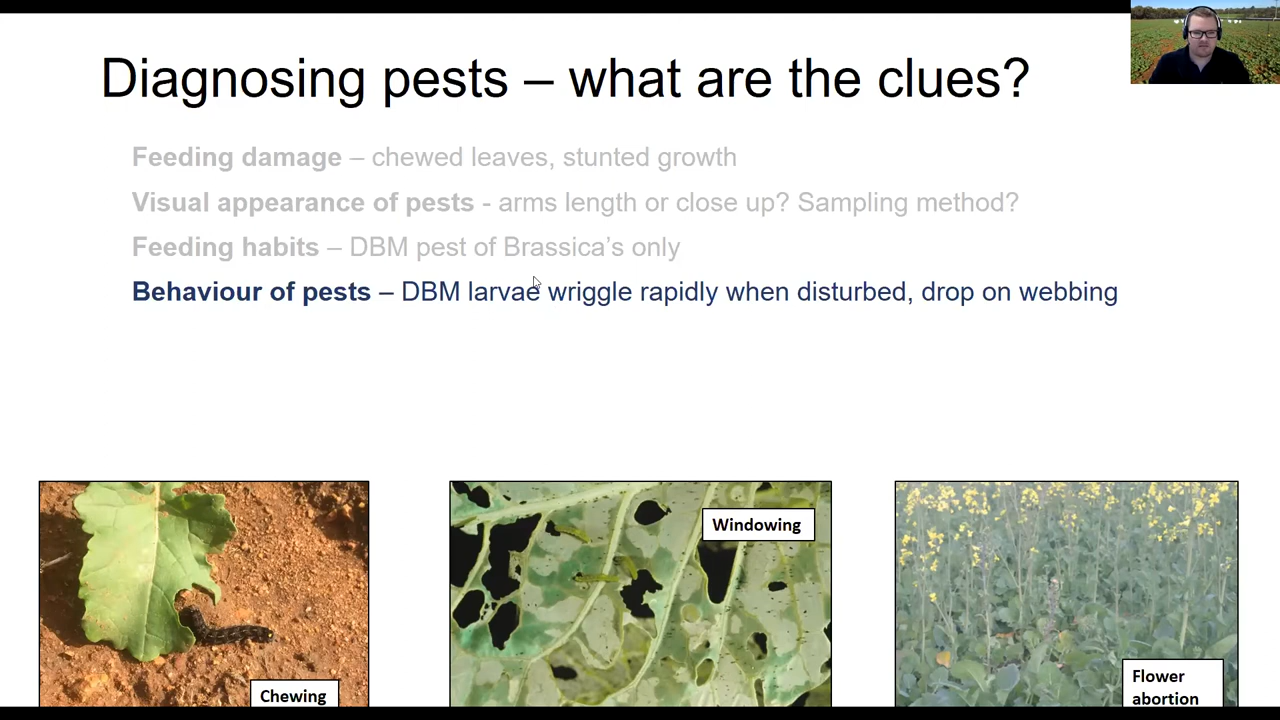 Diagnosing pests – what are the clues?
Feeding damage – chewed leaves, stunted growth
Visual appearance of pests - arms length or close up? Sampling method?
Feeding habits – DBM pest of Brassica’s only
Behaviour of pests – DBM larvae wriggle rapidly when disturbed, drop on webbing
Chewing
Windowing
Flower
abortion